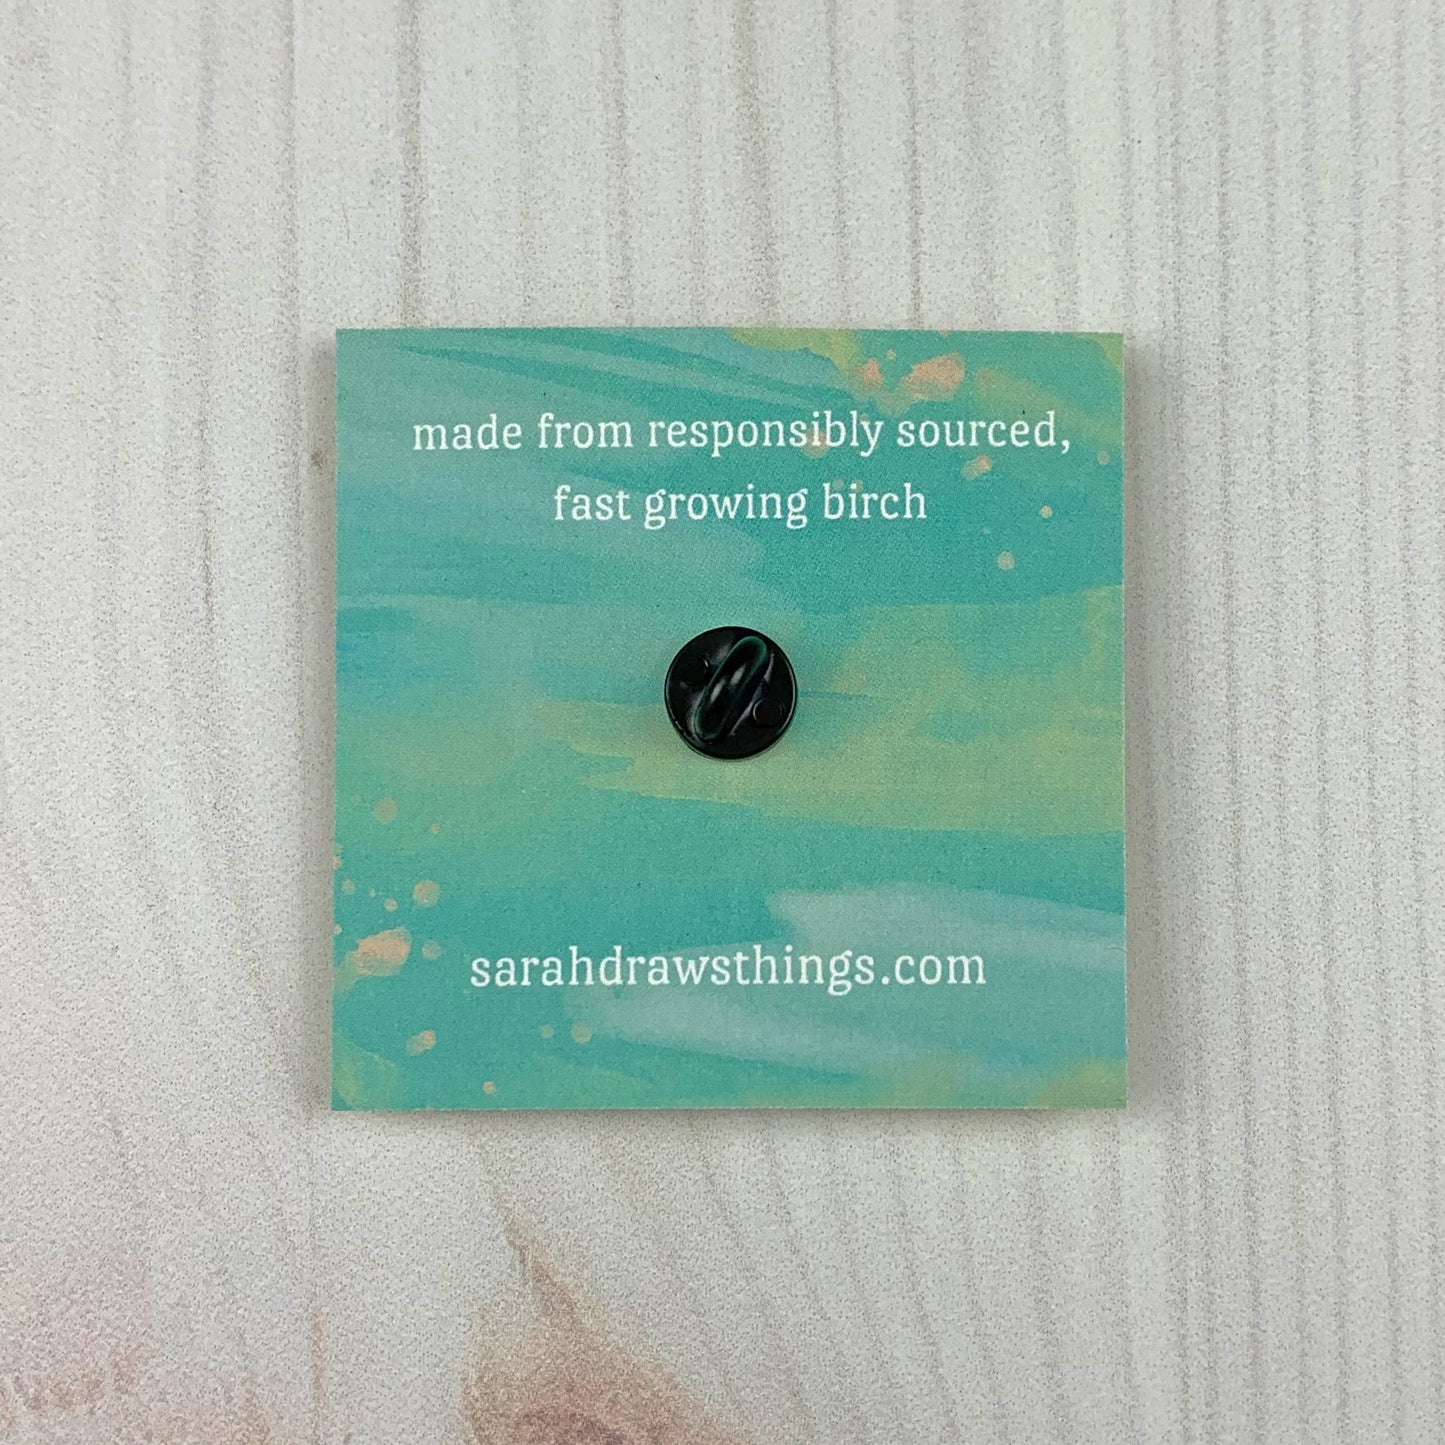 made from responsibly sourced,
fast growing birch
sarahdrawsthings.com